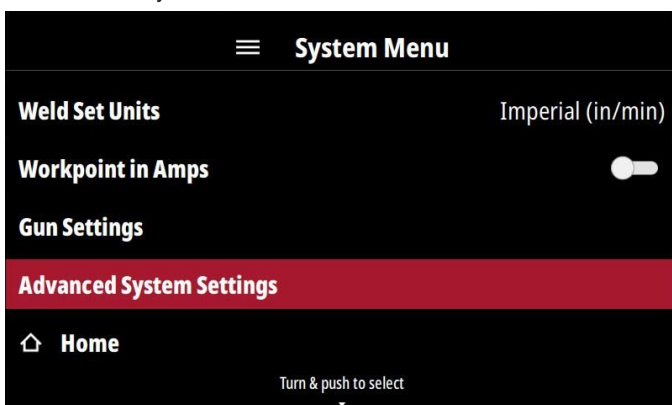 System Menu
Weld Set Units Imperial (in/min)
Workpoint in Amps
Gun Settings
Advanced System Settings
Home
Turn & push to select